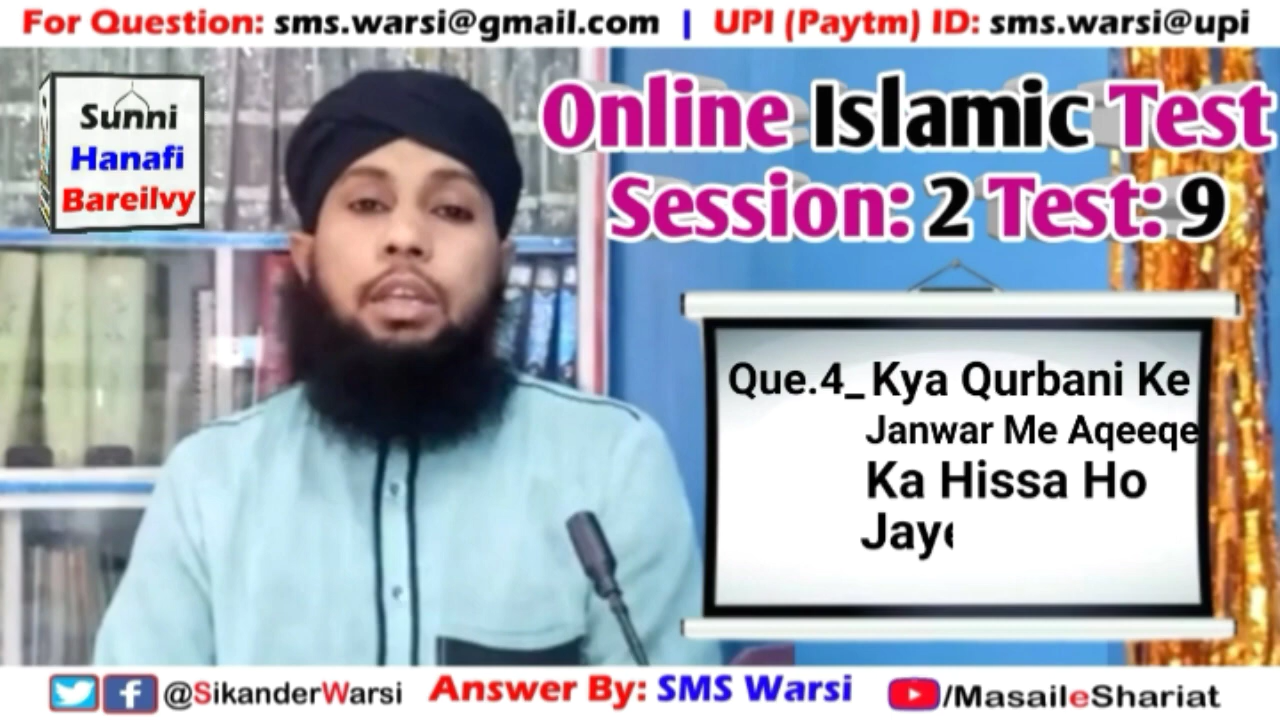 For Question: sms.warsi@gmail.com | UPI (Paytm) ID: sms.warsi@upi
Sunni
Hanafi
Bareilvy
Online Islamic Test
Session: 2 Test: 9
Que.4_ Kya Qurbani Ke
Janwar Me Aqeeqe
Ka Hissa Ho
Jaye
@SikanderWarsi Answer By: SMS Warsi /MasaileShariat